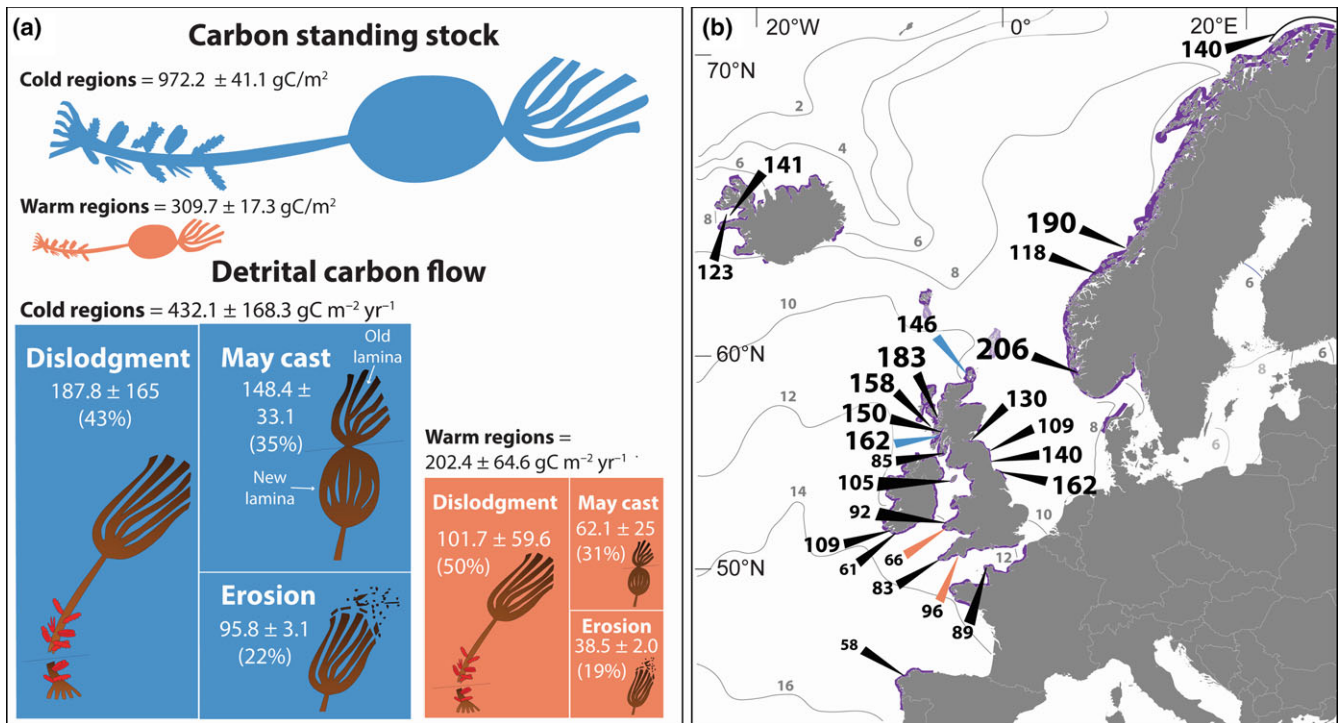 (a)
Carbon standing stock
Cold regions = 972.2 ± 41.1 gC/m²
Warm regions = 309.7 ± 17.3 gC/m²
Detrital carbon flow
Cold regions = 432.1 ± 168.3 gC m⁻² yr⁻¹
Dislodgment
187.8 ± 165
(43%)
May cast
148.4 ±
33.1
(35%)
Old
lamina
New
lamina
Erosion
95.8 ± 3.1
(22%)
Warm regions =
202.4 ± 64.6 gC m⁻² yr⁻¹
Dislodgment
101.7 ± 59.6
(50%)
May cast
62.1 ± 25
(31%)
Erosion
38.5 ± 2.0
(19%)
(b)
20°W
0°
20°E
70°N
140
2
4
6
141
8
123
6
190
118
8
6
10
60°N
146
206
6
8
183
12
158
130
150
109
8
162
6
85
140
105
162
14
92
10
109
66
12
61
50°N
83
96
89
58
16